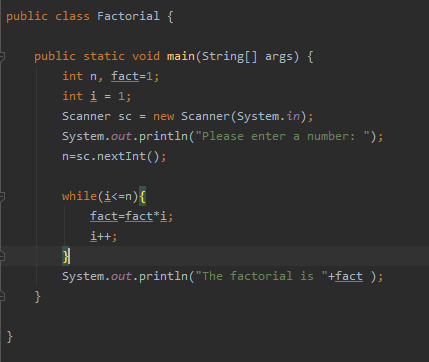 public class Factorial {
public static void main(String[] args) {
int n, fact=1;
int i = 1;
Scanner sc = new Scanner(System.in);
System.out.println("Please enter a number: ");
n=sc.nextInt();
while(i<=n){
fact=fact*i;
i++;
}
System.out.println("The factorial is "+fact );
}
}